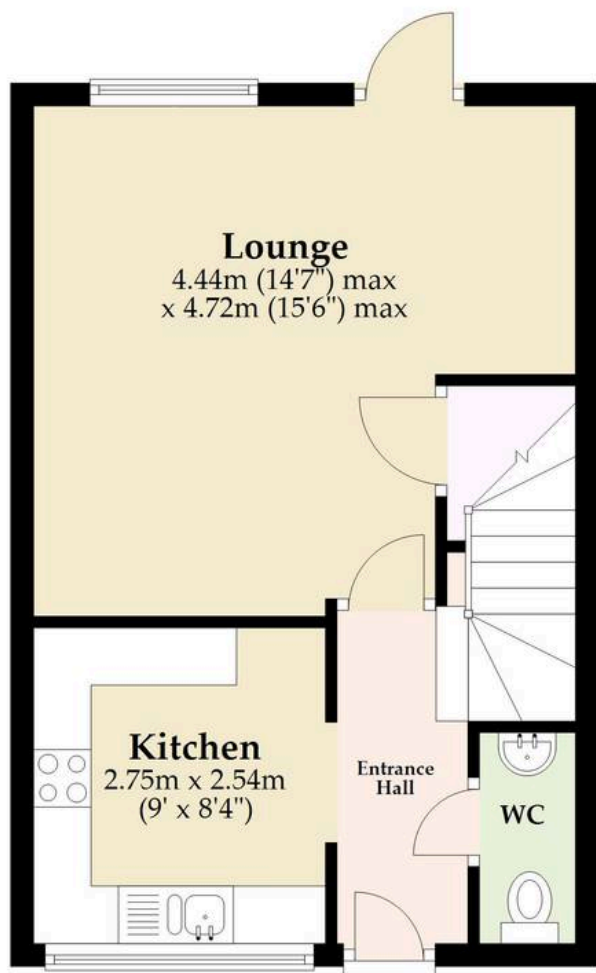 Lounge
4.44m (14'7") max
x 4.72m (15'6") max
Kitchen
2.75m x 2.54m
(9' x 8'4")
Entrance
Hall
WC